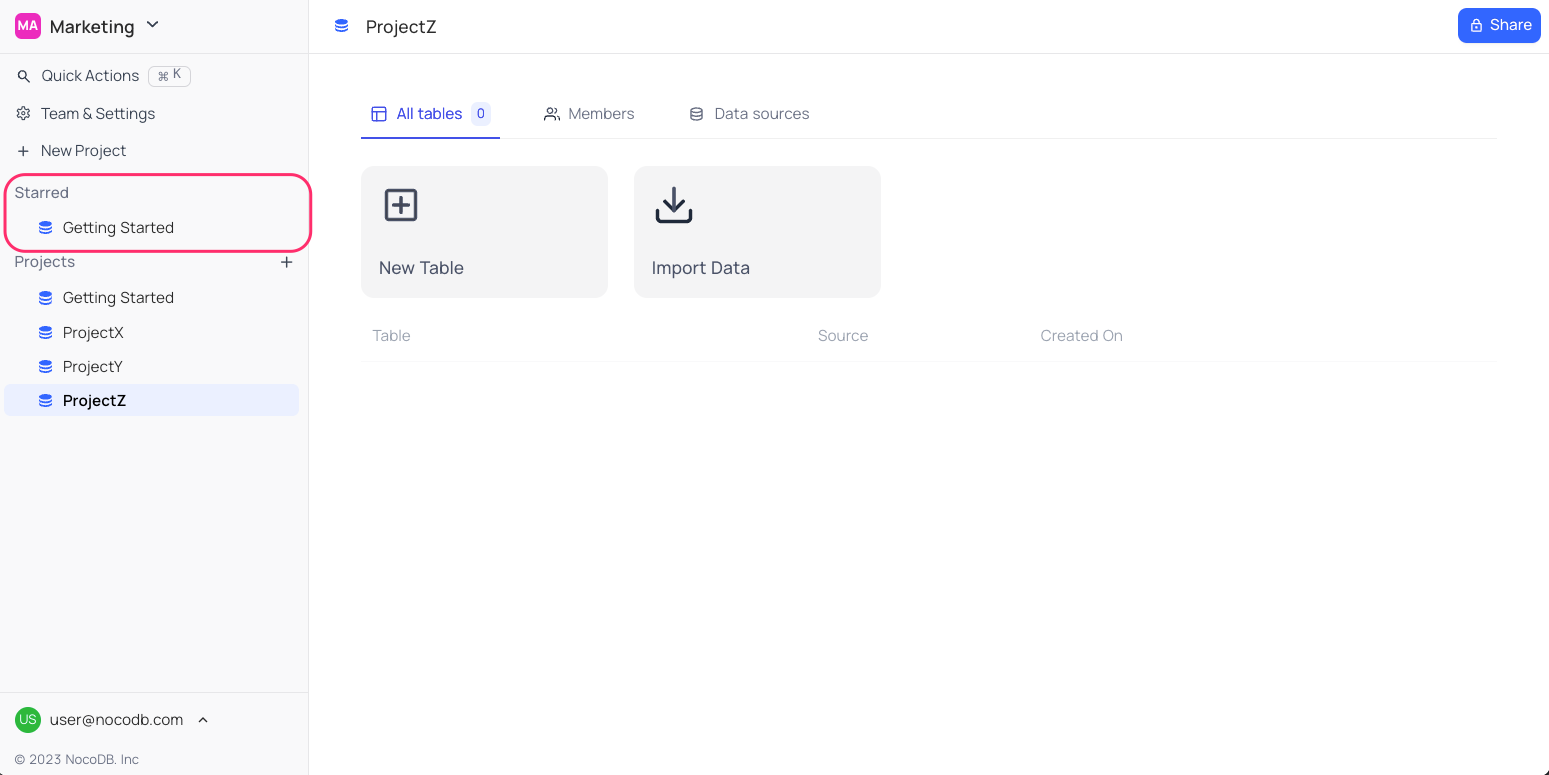 MA Marketing
Quick Actions ⌘ K
Team & Settings
New Project
Starred
Getting Started
Projects
Getting Started
ProjectX
ProjectY
ProjectZ
US user@nocodb.com
© 2023 NocoDB. Inc
ProjectZ
Share
All tables 0
Members
Data sources
New Table
Import Data
Table
Source
Created On